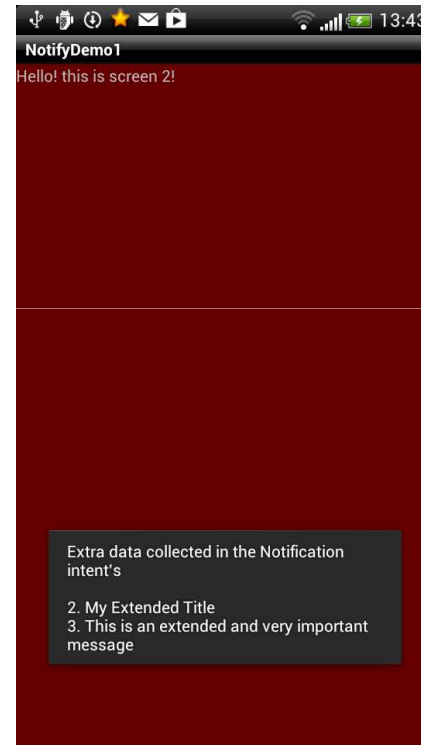 13:43
NotifyDemo1
Hello! this is screen 2!
Extra data collected in the Notification
intent's
2. My Extended Title
3. This is an extended and very important
message